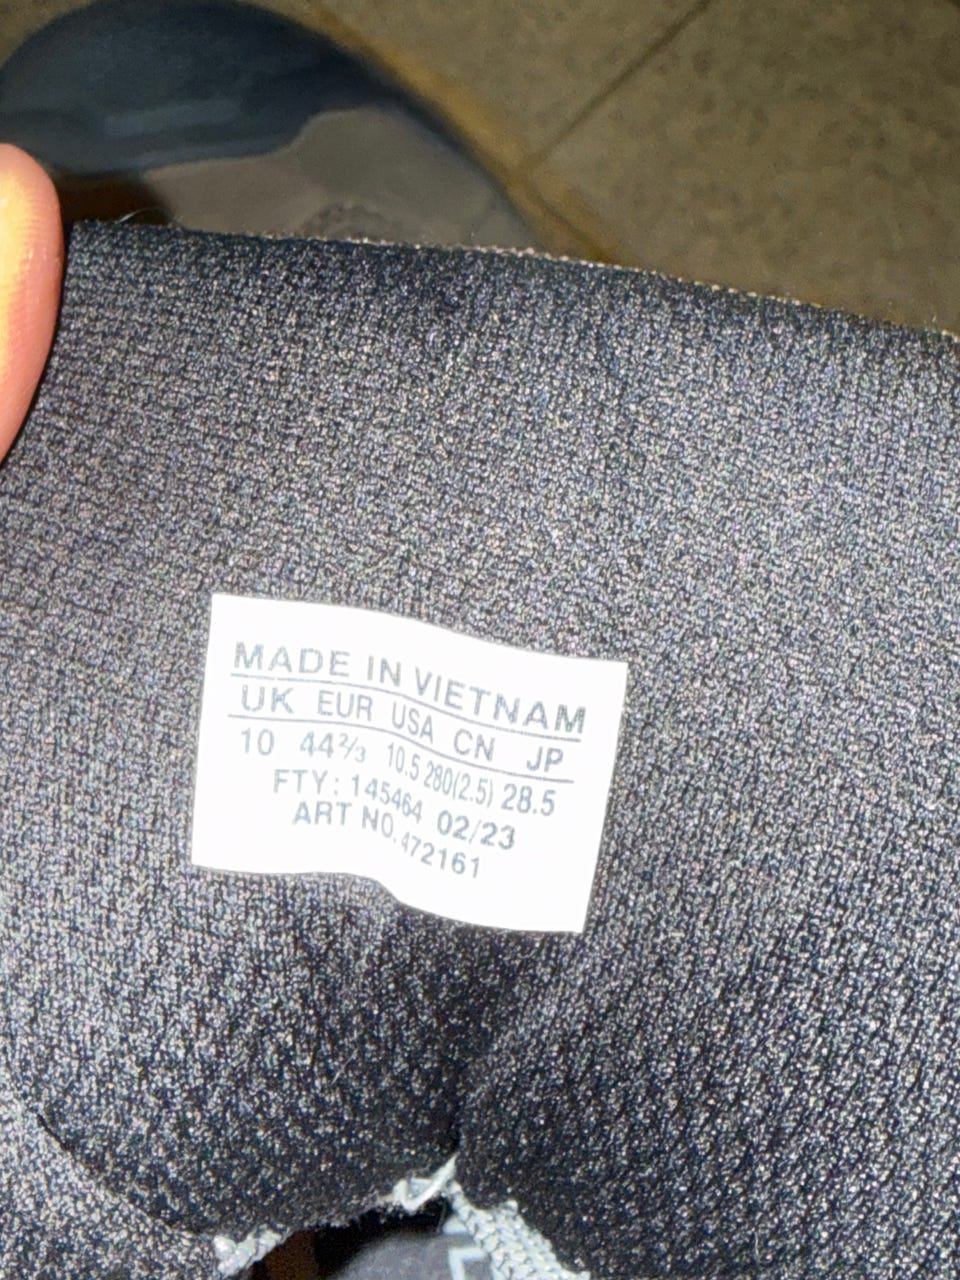 MADE IN VIETNAM
UK EUR USA CN JP
10 44⅔ 10.5 280(2.5) 28.5
FTY: 145464 02/23
ART NO. 472161